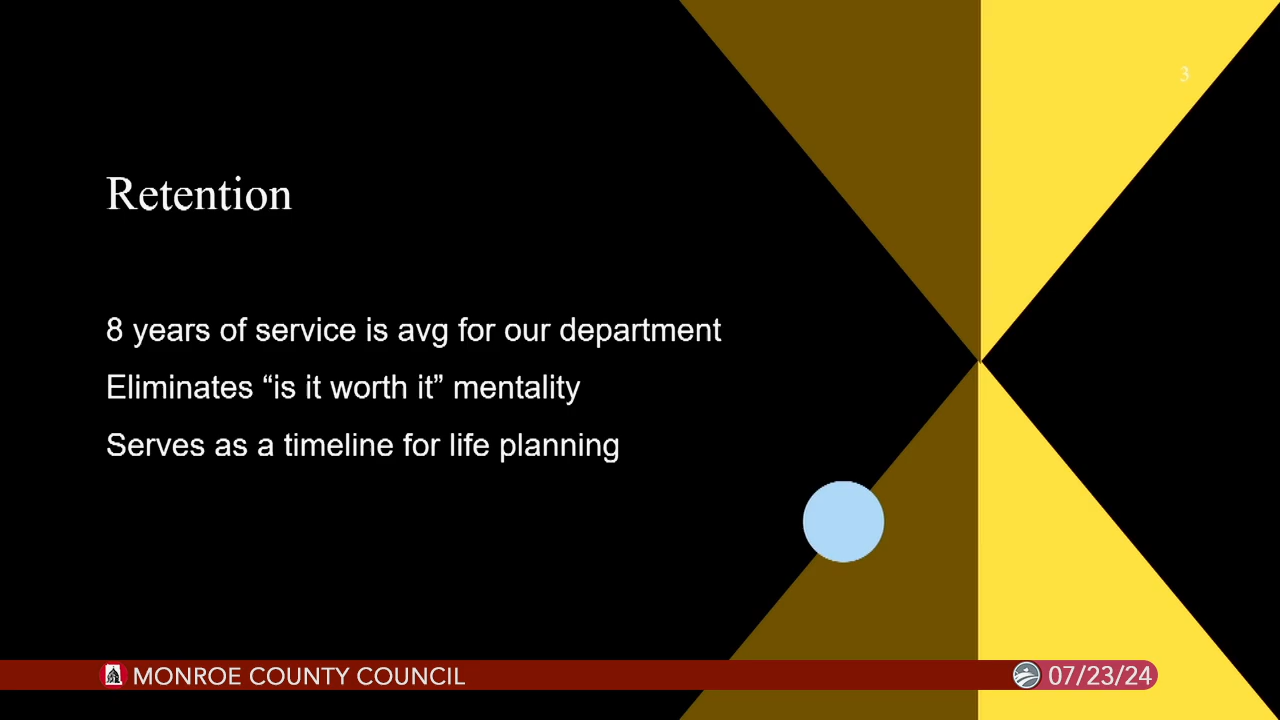 3
Retention
8 years of service is avg for our department
Eliminates “is it worth it” mentality
Serves as a timeline for life planning
MONROE COUNTY COUNCIL
07/23/24